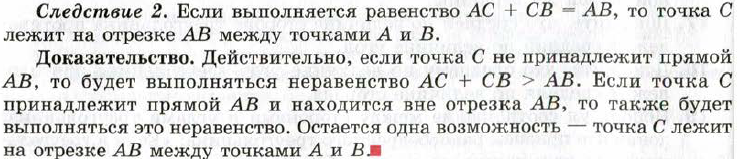 Следствие 2. Если выполняется равенство AC + CB = AB, то точка C
лежит на отрезке AB между точками A и B.
Доказательство. Действительно, если точка C не принадлежит прямой
AB, то будет выполняться неравенство AC + CB > AB. Если точка C
принадлежит прямой AB и находится вне отрезка AB, то также будет
выполняться это неравенство. Остается одна возможность — точка C лежит
на отрезке AB между точками A и B.